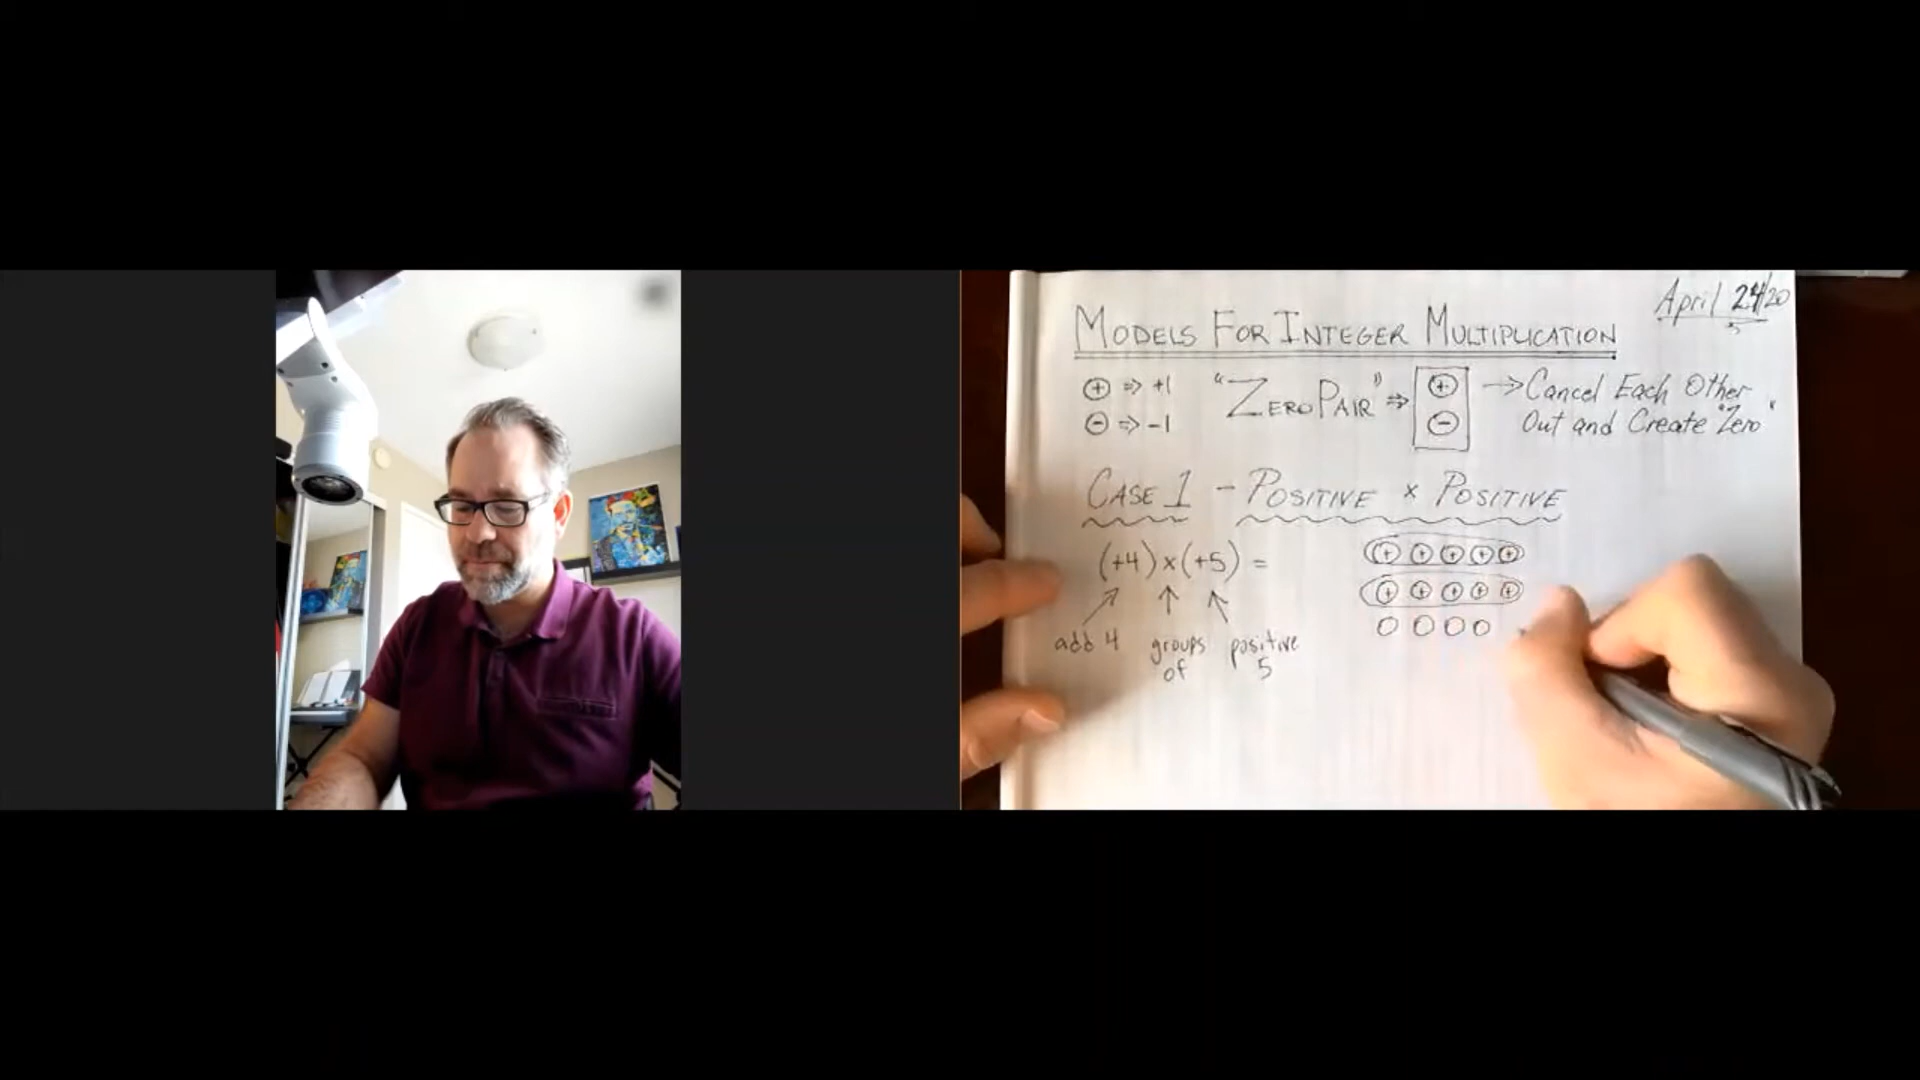 April 24/20
5
MODELS FOR INTEGER MULTIPLICATION
⊕ => +1
⊖ => -1
"ZERO PAIR" =>
+
-
→ Cancel Each Other
Out and Create "Zero"
CASE 1 - POSITIVE × POSITIVE
(+4)×(+5) =
add 4
groups
of
positive
5
+ + + + +
+ + + + +